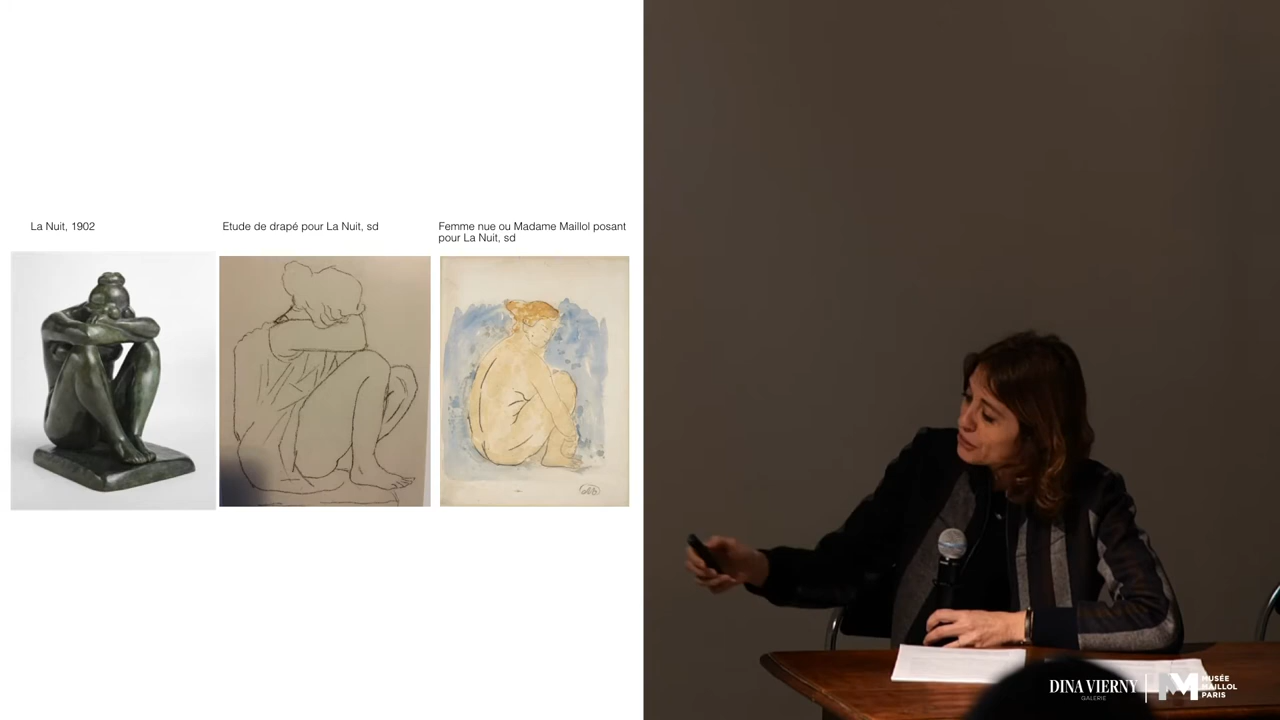 La Nuit, 1902
Etude de drapé pour La Nuit, sd
Femme nue ou Madame Maillol posant
pour La Nuit, sd
DINA VIERNY
GALERIE
MUSÉE
MAILLOL
PARIS